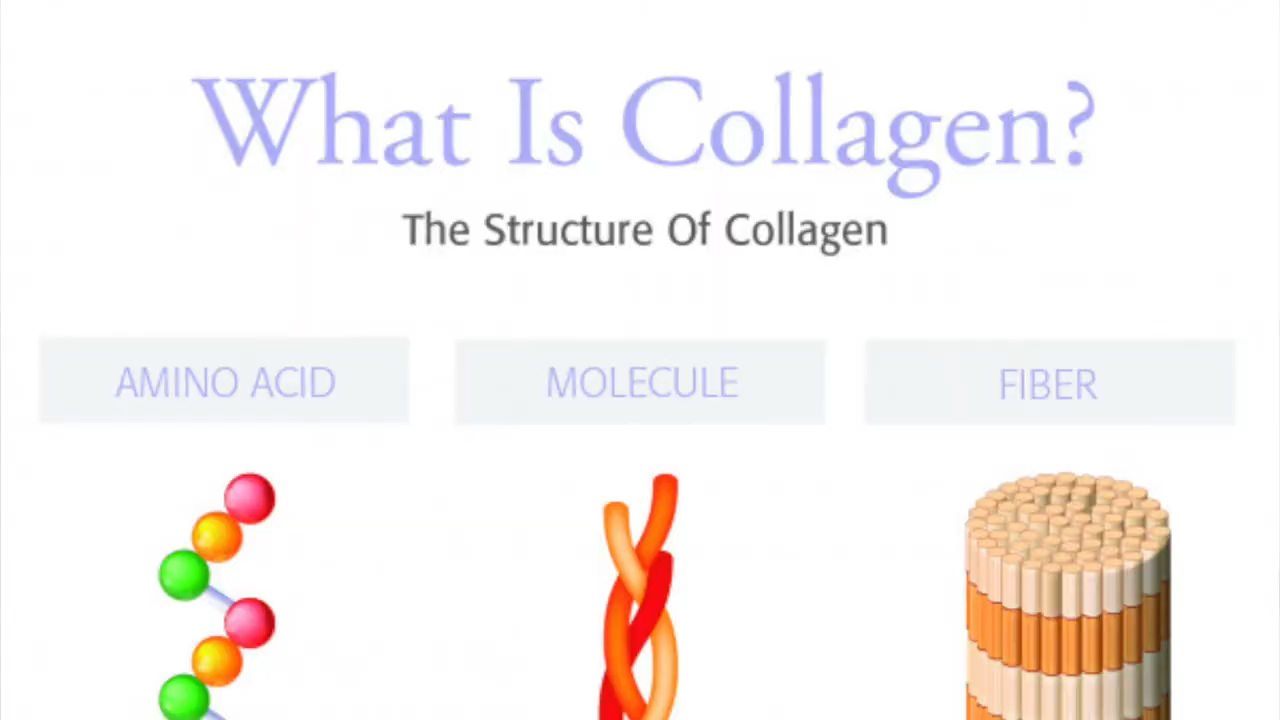 What Is Collagen?
The Structure Of Collagen
AMINO ACID
MOLECULE
FIBER